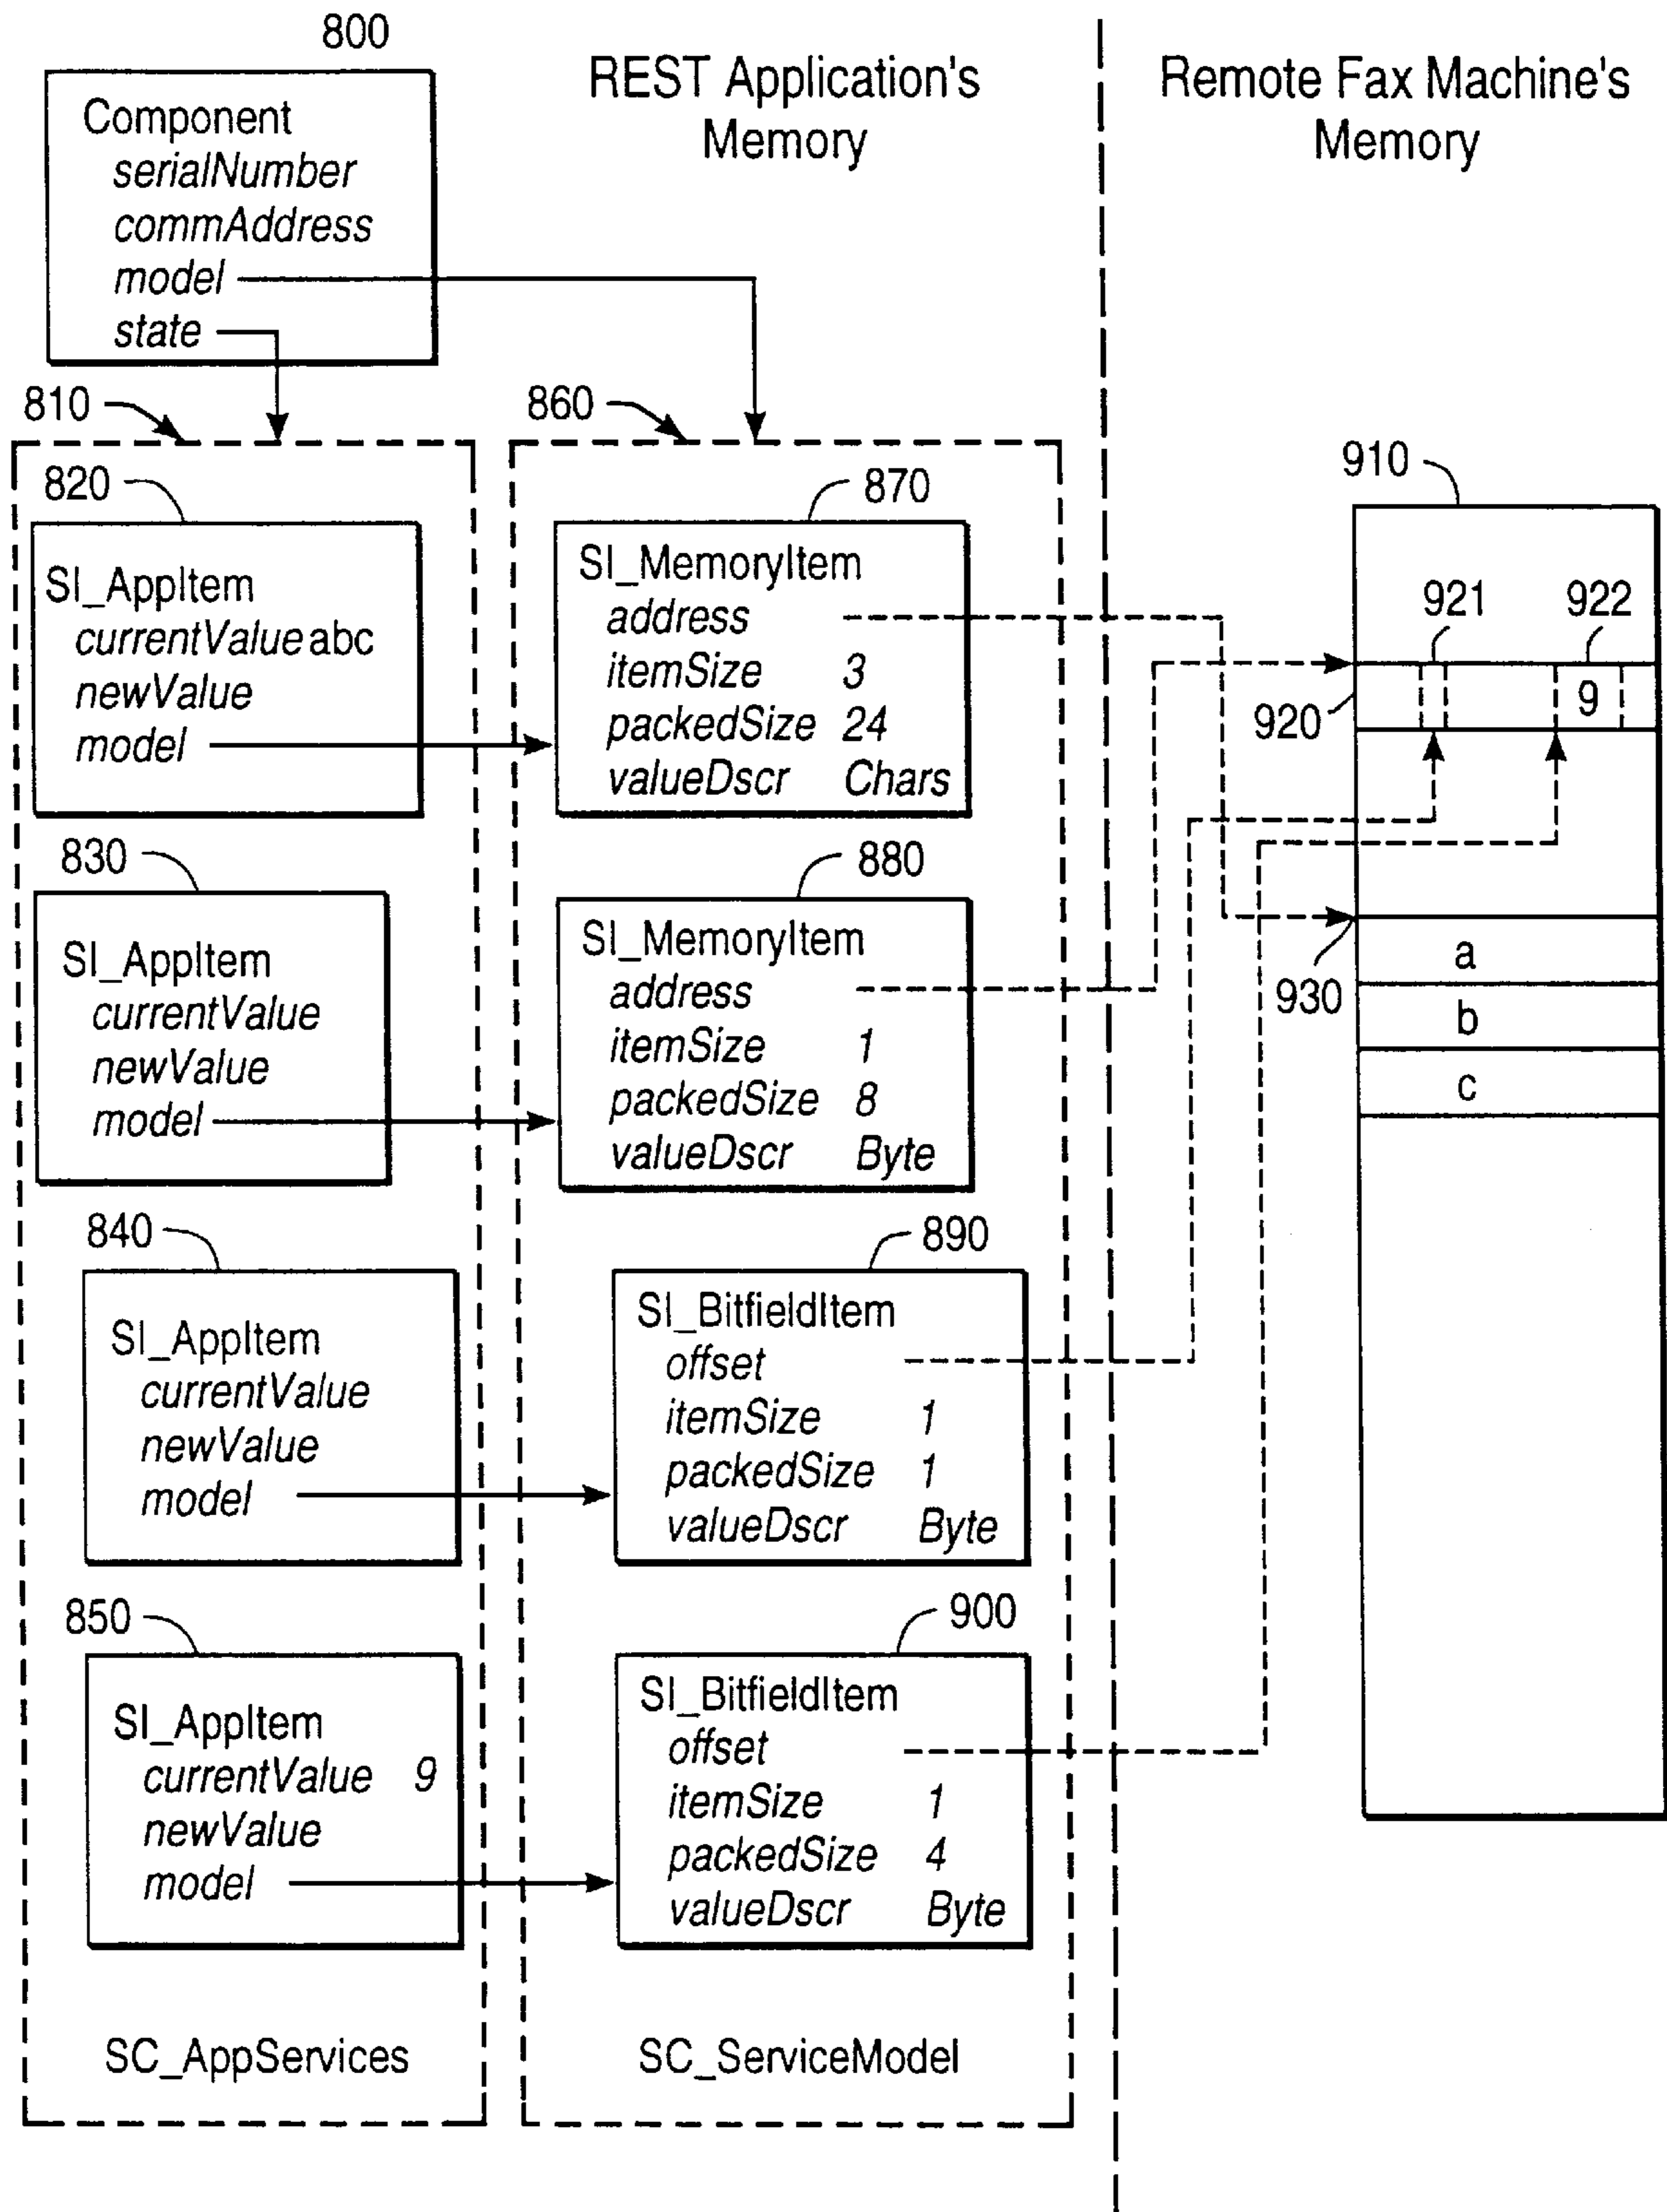 800
Component
serialNumber
commAddress
model
state
REST Application's
Memory
Remote Fax Machine's
Memory
810
820
SI_AppItem
currentValue abc
newValue
model
830
SI_AppItem
currentValue
newValue
model
840
SI_AppItem
currentValue
newValue
model
850
SI_AppItem
currentValue 9
newValue
model
SC_AppServices
860
870
SI_MemoryItem
address
itemSize 3
packedSize 24
valueDscr Chars
880
SI_MemoryItem
address
itemSize 1
packedSize 8
valueDscr Byte
890
SI_BitfieldItem
offset
itemSize 1
packedSize 1
valueDscr Byte
900
SI_BitfieldItem
offset
itemSize 1
packedSize 4
valueDscr Byte
SC_ServiceModel
910
921 922
920
9
930
a
b
c